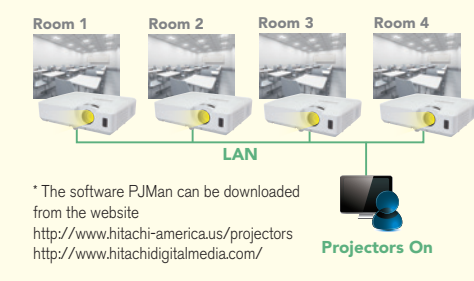 Room 1 Room 2 Room 3 Room 4
LAN
* The software PJMan can be downloaded
from the website
http://www.hitachi-america.us/projectors
http://www.hitachidigitalmedia.com/
Projectors On